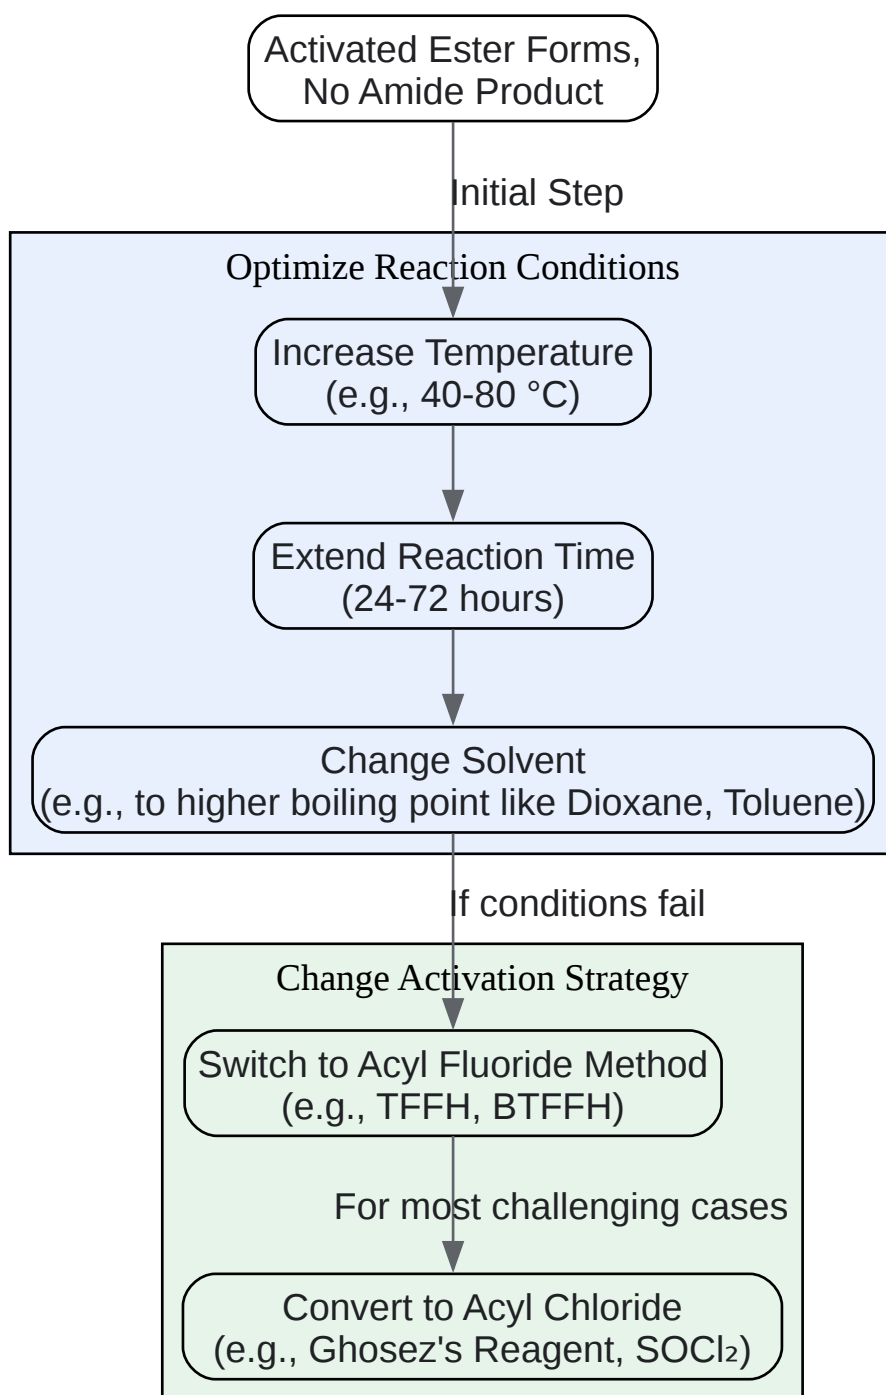 Activated Ester Forms,
No Amide Product
Initial Step
Optimize Reaction Conditions
Increase Temperature
(e.g., 40-80 °C)
Extend Reaction Time
(24-72 hours)
Change Solvent
(e.g., to higher boiling point like Dioxane, Toluene)
If conditions fail
Change Activation Strategy
Switch to Acyl Fluoride Method
(e.g., TFFH, BTFFH)
For most challenging cases
Convert to Acyl Chloride
(e.g., Ghosez's Reagent, SOCl₂)